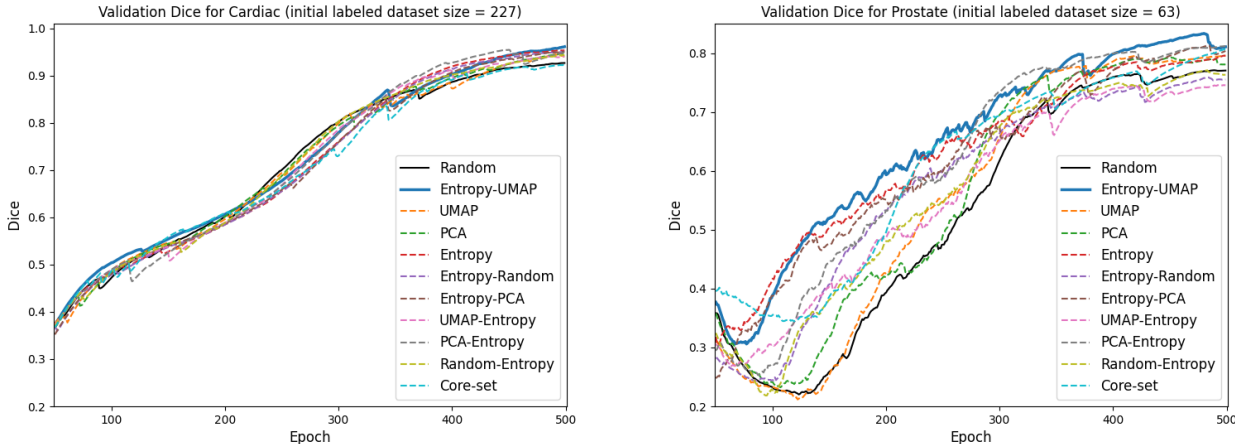 Validation Dice for Cardiac (initial labeled dataset size = 227)
1.0
0.9
0.8
0.7
0.6
0.5
0.4
0.3
0.2
Dice
100
200
300
400
500
Epoch
Random
Entropy-UMAP
UMAP
PCA
Entropy
Entropy-Random
Entropy-PCA
UMAP-Entropy
PCA-Entropy
Random-Entropy
Core-set
Validation Dice for Prostate (initial labeled dataset size = 63)
0.8
0.7
0.6
0.5
0.4
0.3
0.2
Dice
100
200
300
400
500
Epoch
Random
Entropy-UMAP
UMAP
PCA
Entropy
Entropy-Random
Entropy-PCA
UMAP-Entropy
PCA-Entropy
Random-Entropy
Core-set